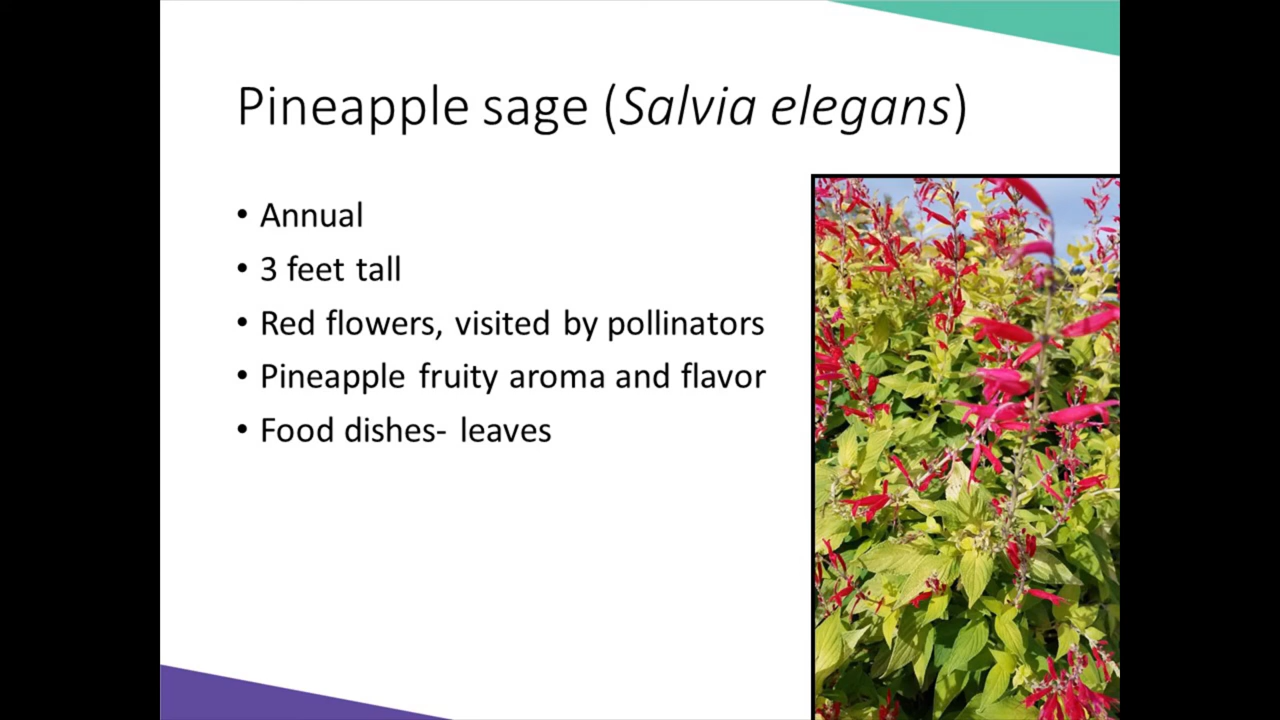 Pineapple sage (Salvia elegans)
• Annual
• 3 feet tall
• Red flowers, visited by pollinators
• Pineapple fruity aroma and flavor
• Food dishes- leaves